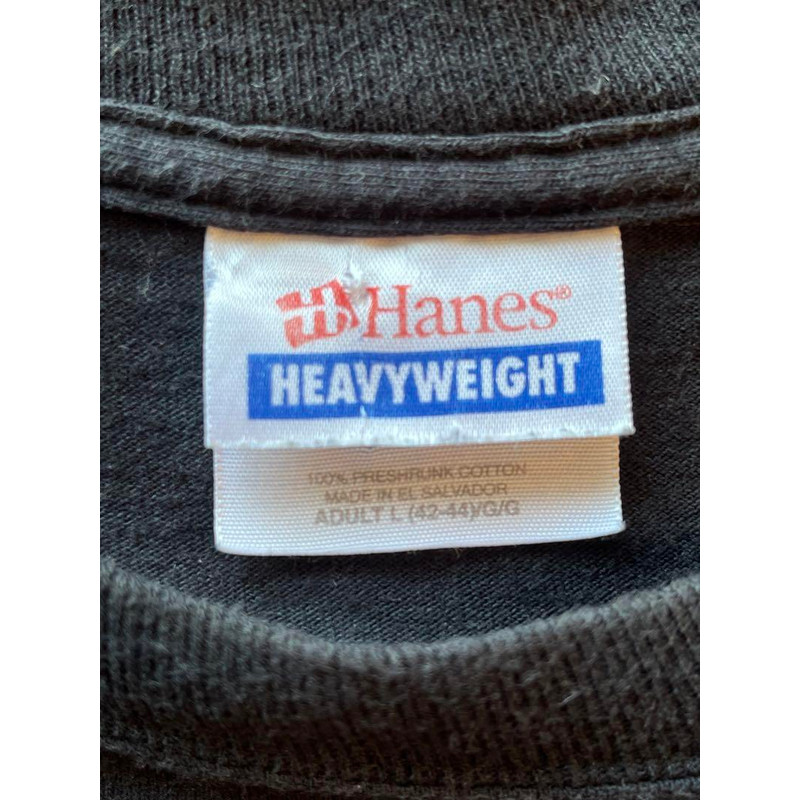 H Hanes®
HEAVYWEIGHT
100% PRESHRUNK COTTON
MADE IN EL SALVADOR
ADULT L (42-44)/G/G